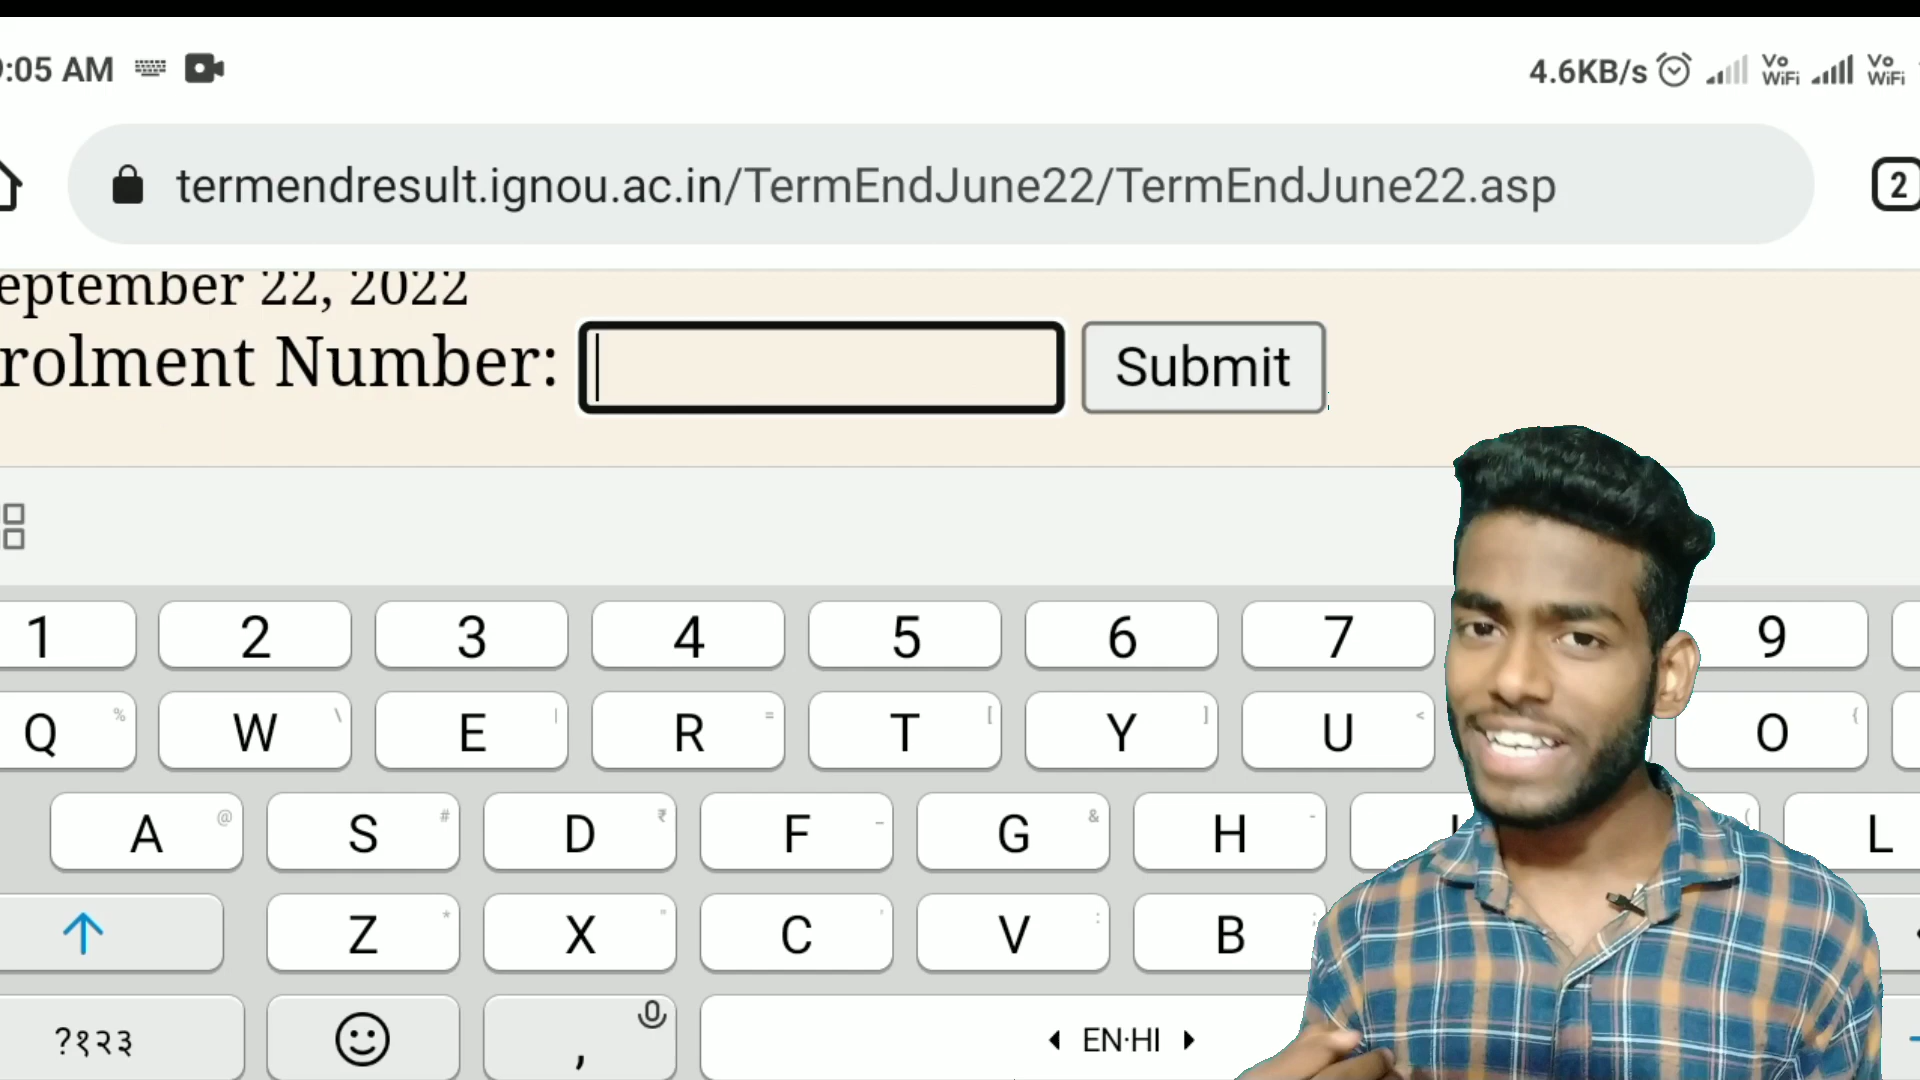 :05 AM
4.6KB/s Vo WiFi Vo WiFi
termendresult.ignou.ac.in/TermEndJune22/TermEndJune22.asp
2
eptember 22, 2022
rolment Number:
Submit
1 2 3 4 5 6 7 9
Q % W \ E | R = T [ Y ] U < O {
A @ S # D ₹ F _ G & H - ( L
Z * X " C ' V : B ;
?१२३ , EN·HI